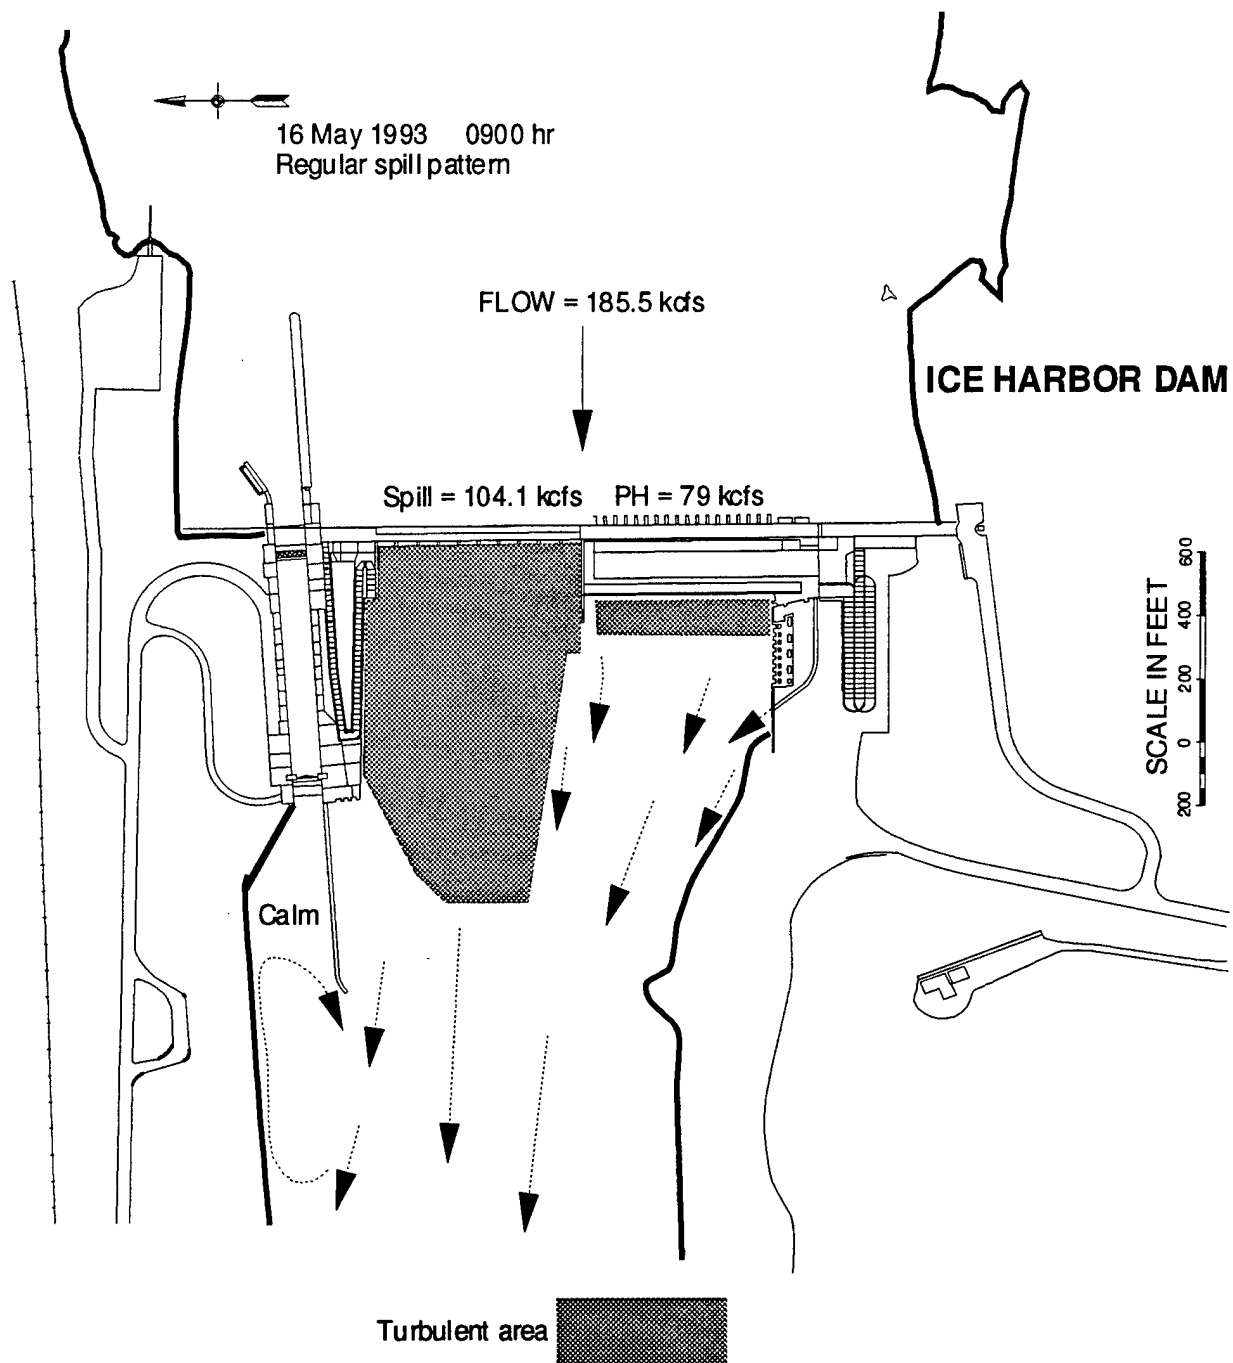 16 May 1993 0900 hr
Regular spill pattern
FLOW = 185.5 kcfs
ICE HARBOR DAM
Spill = 104.1 kcfs PH = 79 kcfs
SCALE IN FEET
600
400
200
0
200
Calm
Turbulent area